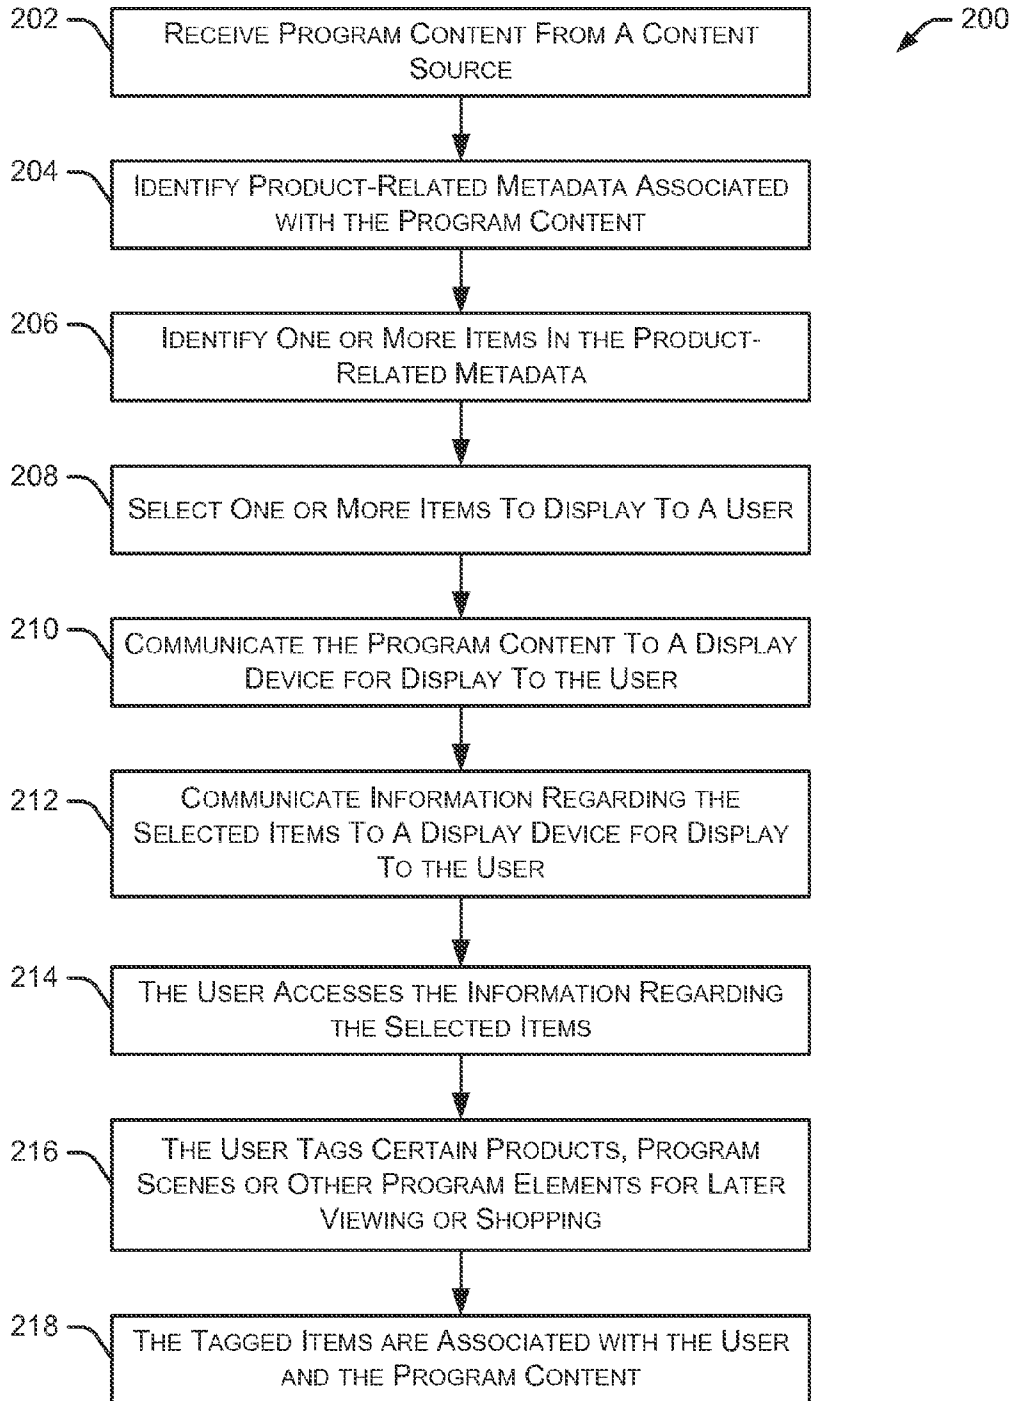 202
RECEIVE PROGRAM CONTENT FROM A CONTENT
SOURCE
200
204
IDENTIFY PRODUCT-RELATED METADATA ASSOCIATED
WITH THE PROGRAM CONTENT
206
IDENTIFY ONE OR MORE ITEMS IN THE PRODUCT-
RELATED METADATA
208
SELECT ONE OR MORE ITEMS TO DISPLAY TO A USER
210
COMMUNICATE THE PROGRAM CONTENT TO A DISPLAY
DEVICE FOR DISPLAY TO THE USER
212
COMMUNICATE INFORMATION REGARDING THE
SELECTED ITEMS TO A DISPLAY DEVICE FOR DISPLAY
TO THE USER
214
THE USER ACCESSES THE INFORMATION REGARDING
THE SELECTED ITEMS
216
THE USER TAGS CERTAIN PRODUCTS, PROGRAM
SCENES OR OTHER PROGRAM ELEMENTS FOR LATER
VIEWING OR SHOPPING
218
THE TAGGED ITEMS ARE ASSOCIATED WITH THE USER
AND THE PROGRAM CONTENT